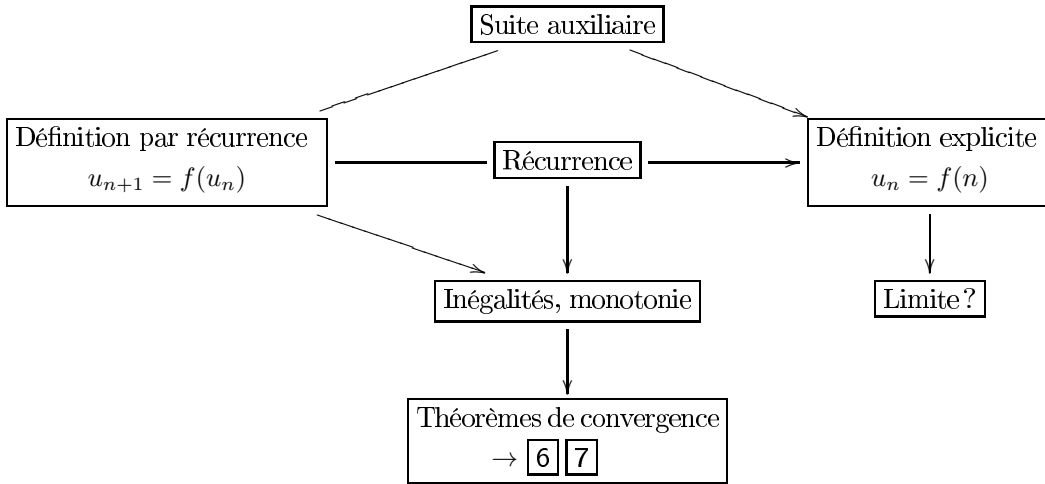 Suite auxiliaire
Définition par récurrence
u_{n+1} = f(u_n)
Récurrence
Définition explicite
u_n = f(n)
Inégalités, monotonie
Limite ?
Théorèmes de convergence
→ 6 7